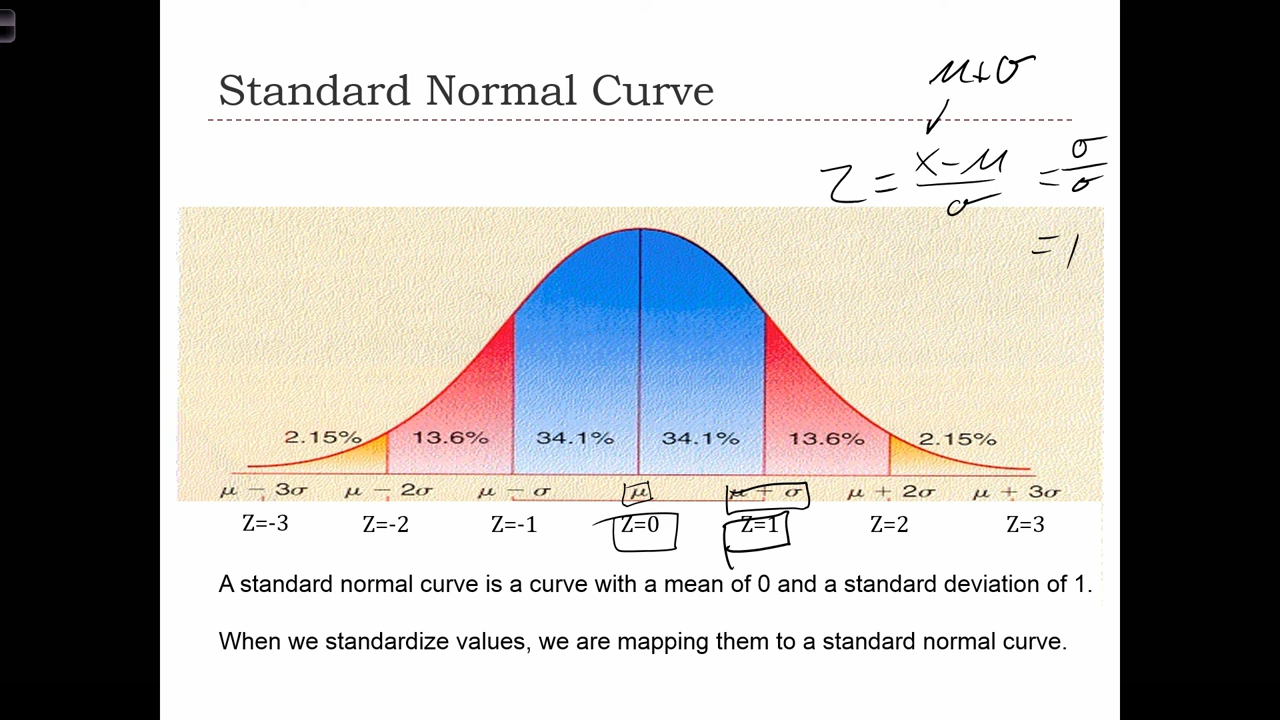 μ+σ
Standard Normal Curve
Z = x-μ/σ = σ/σ
= 1
2.15% 13.6% 34.1% 34.1% 13.6% 2.15%
μ − 3σ μ − 2σ μ − σ μ μ + σ μ + 2σ μ + 3σ
Z=-3 Z=-2 Z=-1 Z=0 Z=1 Z=2 Z=3
A standard normal curve is a curve with a mean of 0 and a standard deviation of 1.
When we standardize values, we are mapping them to a standard normal curve.